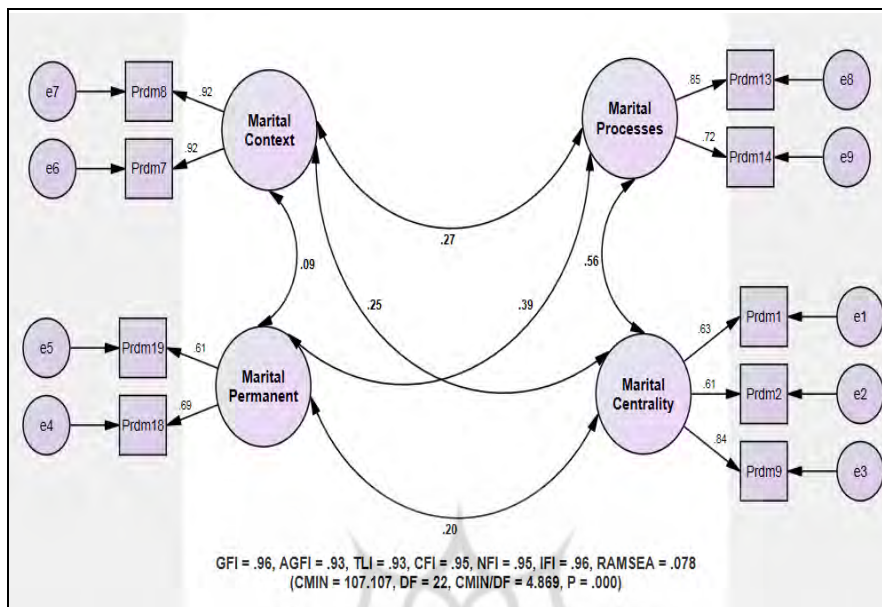 e7
Prdm8
.92
Marital
Context
e6
Prdm7
.92
Marital
Processes
.85
Prdm13
e8
.72
Prdm14
e9
.27
.09
.56
.25
.39
e5
Prdm19
.61
Marital
Permanent
e4
Prdm18
.69
Marital
Centrality
.63
Prdm1
e1
.61
Prdm2
e2
.84
Prdm9
e3
.20
GFI = .96, AGFI = .93, TLI = .93, CFI = .95, NFI = .95, IFI = .96, RAMSEA = .078
(CMIN = 107.107, DF = 22, CMIN/DF = 4.869, P = .000)